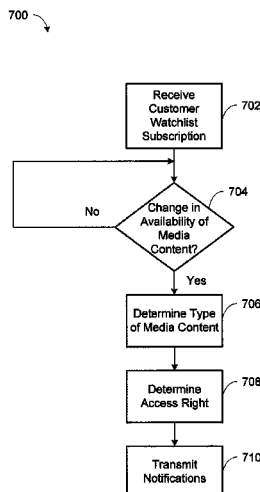 700
Receive
Customer
Watchlist
Subscription
702
704
Change in
Availability of
Media
Content?
No
Yes
706
Determine Type
of Media Content
708
Determine
Access Right
710
Transmit
Notifications